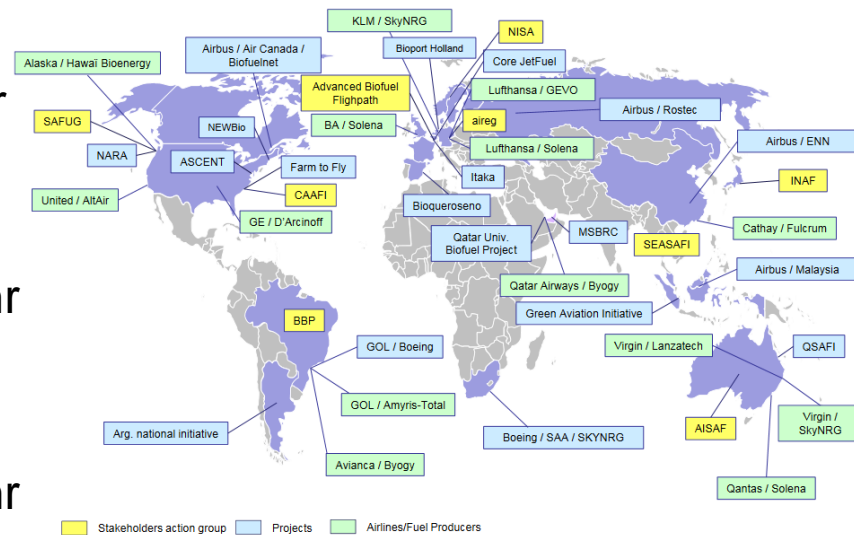 KLM / SkyNRG
NISA
Airbus / Air Canada /
Biofuelnet
Bioport Holland
Alaska / Hawaï Bioenergy
Core JetFuel
Advanced Biofuel
Flighpath
Lufthansa / GEVO
Airbus / Rostec
SAFUG
NEWBio
BA / Solena
aireg
Airbus / ENN
NARA
ASCENT
Farm to Fly
Lufthansa / Solena
Itaka
INAF
United / AltAir
CAAFI
Bioqueroseno
GE / D'Arcinoff
Qatar Univ.
Biofuel Project
MSBRC
SEASAFI
Cathay / Fulcrum
Airbus / Malaysia
Qatar Airways / Byogy
ar
Green Aviation Initiative
BBP
GOL / Boeing
Virgin / Lanzatech
QSAFI
GOL / Amyris-Total
Virgin /
SkyNRG
Arg. national initiative
Boeing / SAA / SKYNRG
AISAF
Avianca / Byogy
Qantas / Solena
ar
Stakeholders action group
Projects
Airlines/Fuel Producers